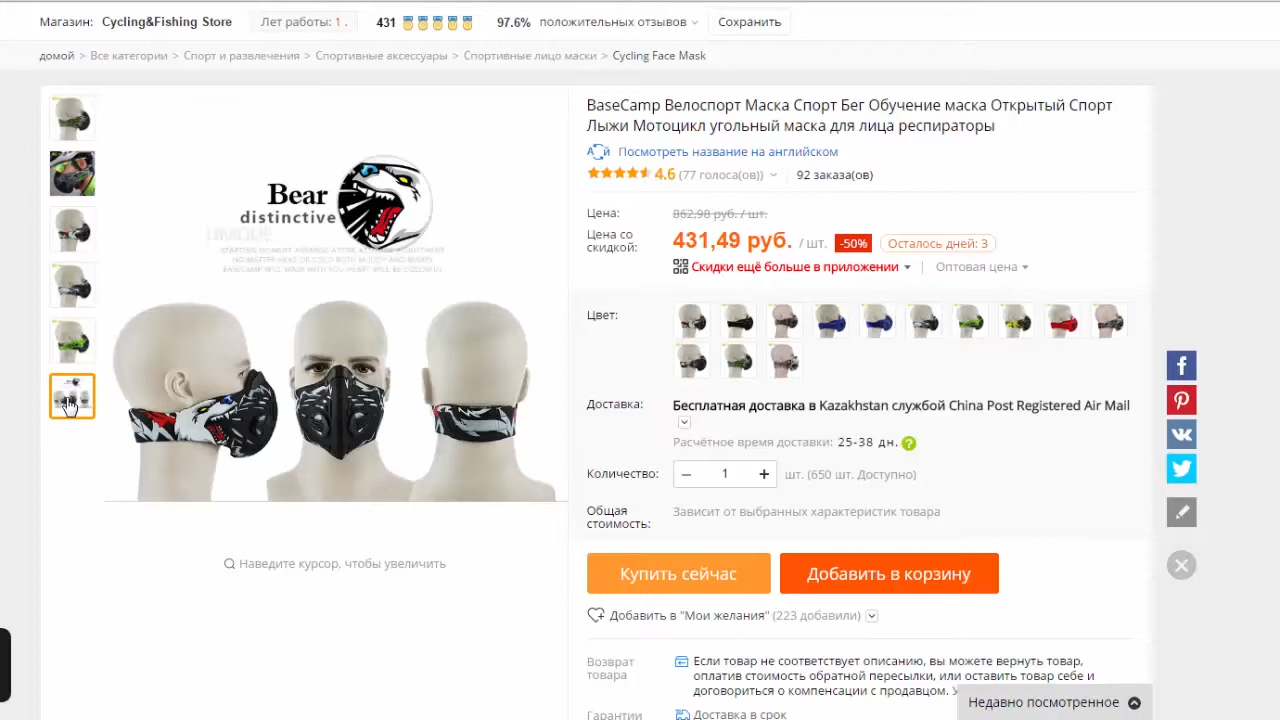 Магазин: Cycling&Fishing Store Лет работы: 1 . 431 97.6% положительных отзывов Сохранить
домой > Все категории > Спорт и развлечения > Спортивные аксессуары > Спортивные лицо маски > Cycling Face Mask
BaseCamp Велоспорт Маска Спорт Бег Обучение маска Открытый Спорт
Лыжи Мотоцикл угольный маска для лица респираторы
Посмотреть название на английском
4.6 (77 голоса(ов)) 92 заказа(ов)
Bear
distinctive
UNIQUE
Цена: 862,98 руб. / шт.
Цена со скидкой: 431,49 руб. / шт. -50% Осталось дней: 3
Скидки ещё больше в приложении Оптовая цена
Цвет:
Доставка: Бесплатная доставка в Kazakhstan службой China Post Registered Air Mail
Расчётное время доставки: 25-38 дн. ?
Количество: − 1 + шт. (650 шт. Доступно)
Общая стоимость: Зависит от выбранных характеристик товара
Наведите курсор, чтобы увеличить
Купить сейчас Добавить в корзину
Добавить в "Мои желания" (223 добавили)
Возврат товара Если товар не соответствует описанию, вы можете вернуть товар,
оплатив стоимость обратной пересылки, или оставить товар себе и
договориться о компенсации с продавцом.
Недавно посмотренное
Гарантии Доставка в срок